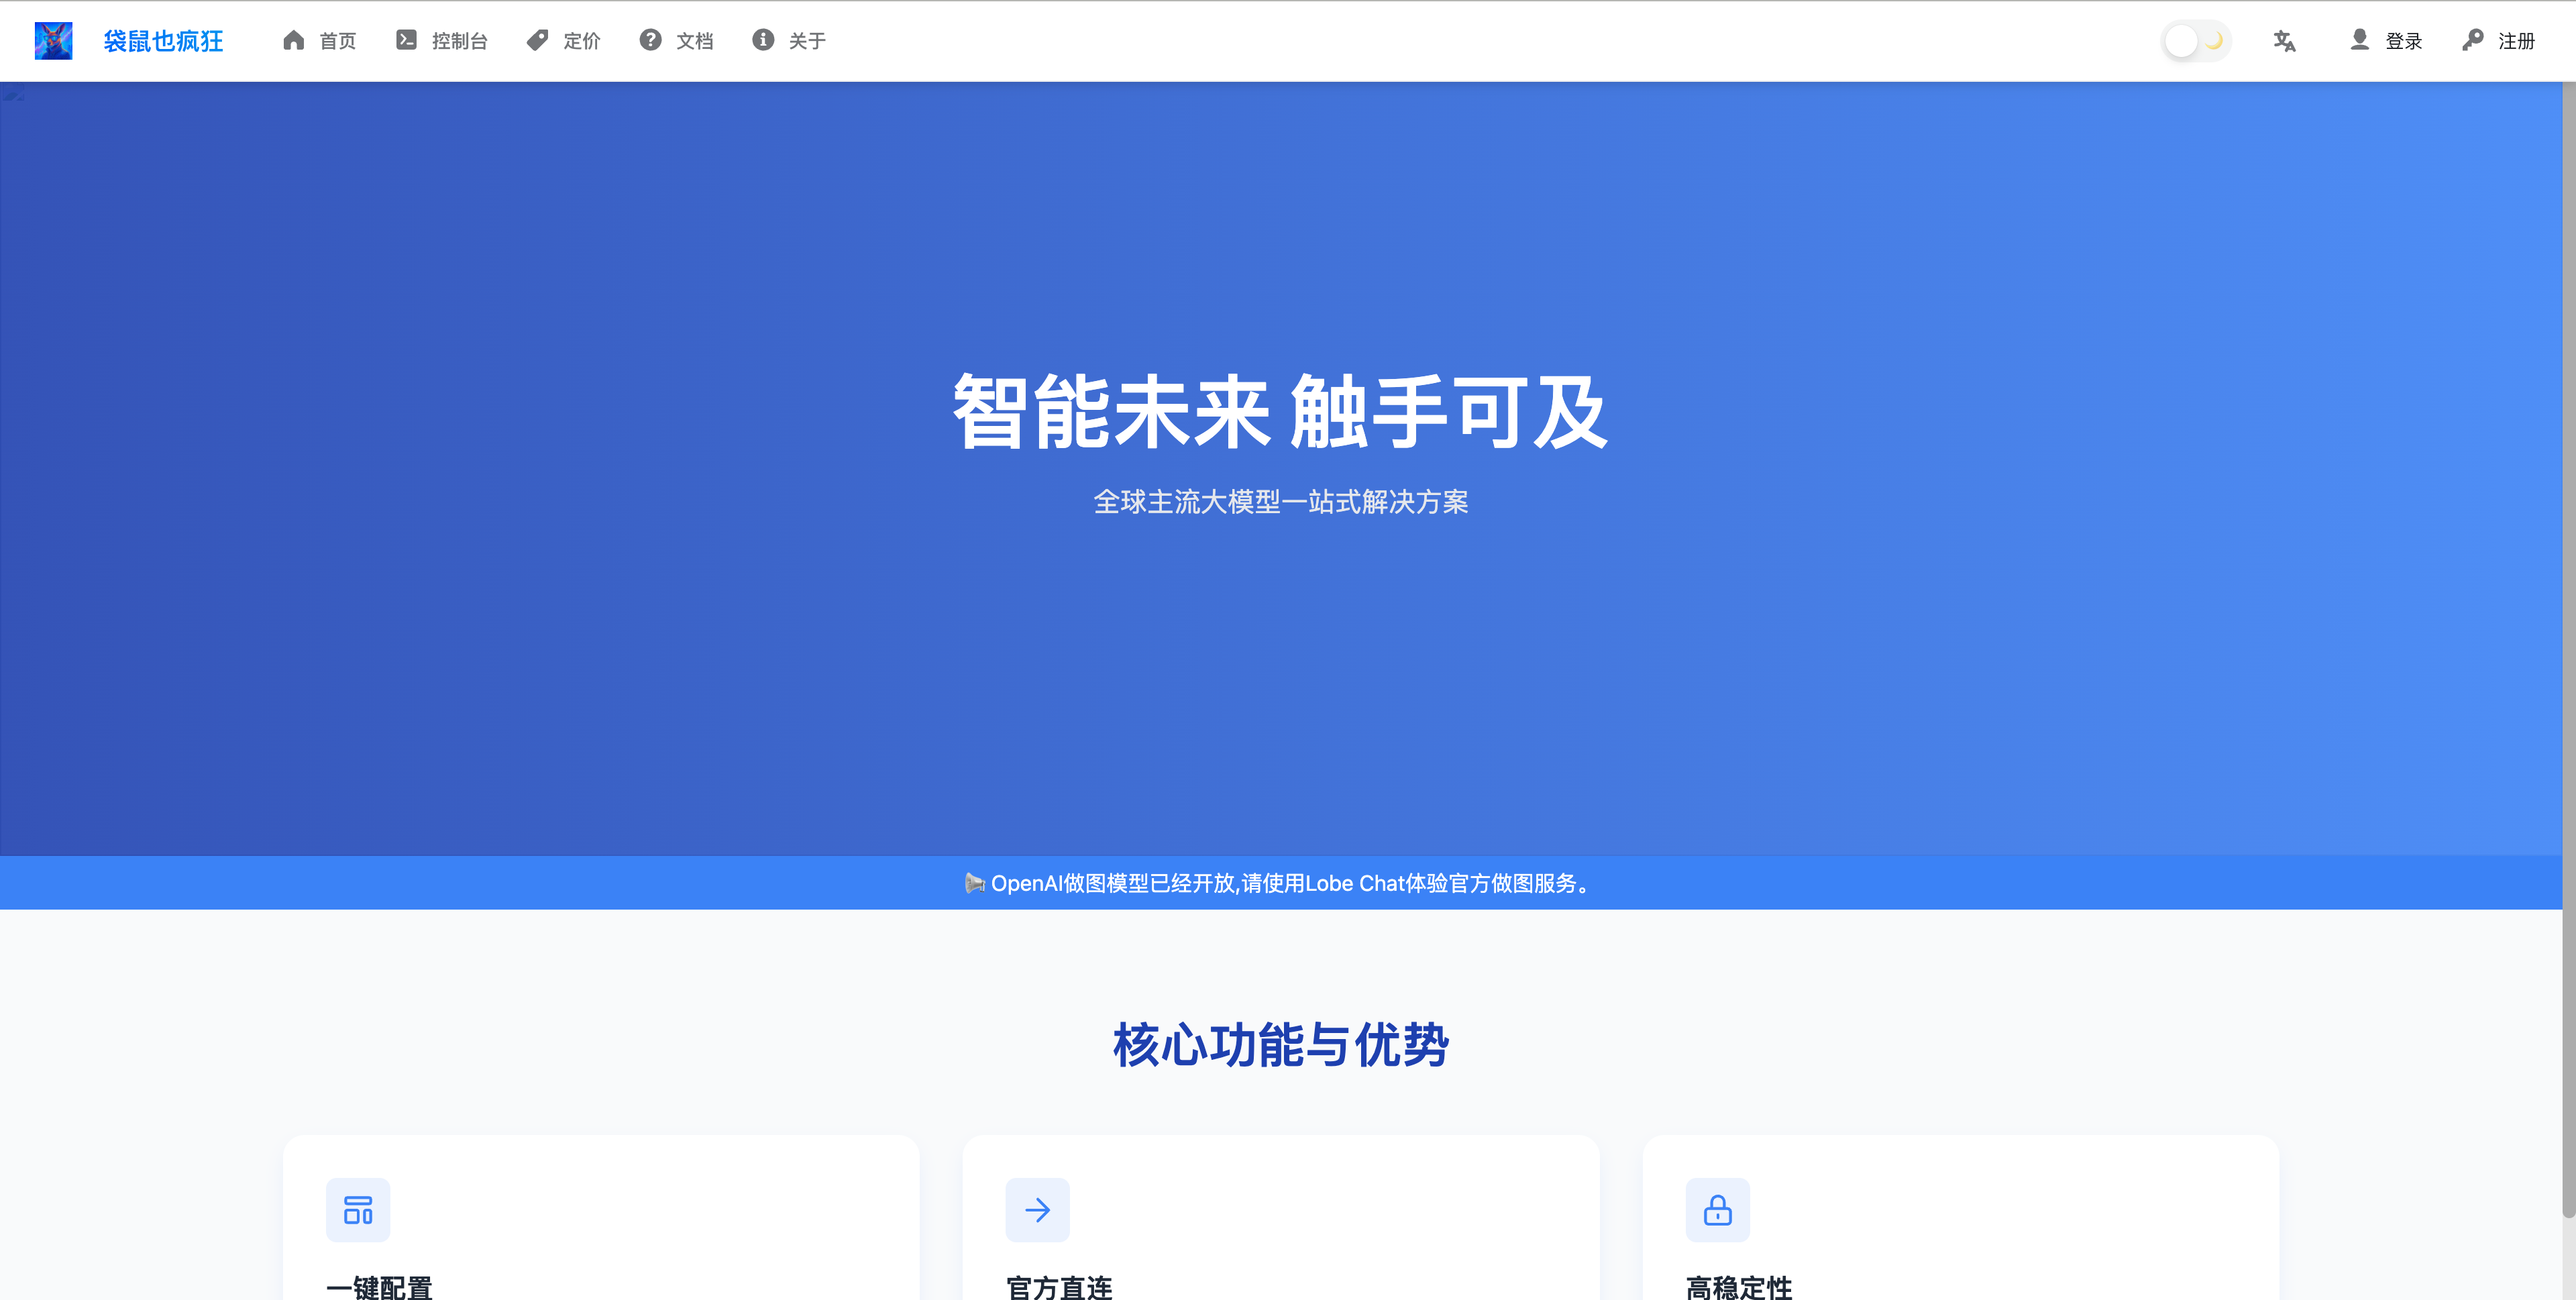 袋鼠也疯狂
首页
控制台
定价
文档
关于
登录
注册
智能未来 触手可及
全球主流大模型一站式解决方案
OpenAI做图模型已经开放,请使用Lobe Chat体验官方做图服务。
核心功能与优势
一键配置
官方直连
高稳定性